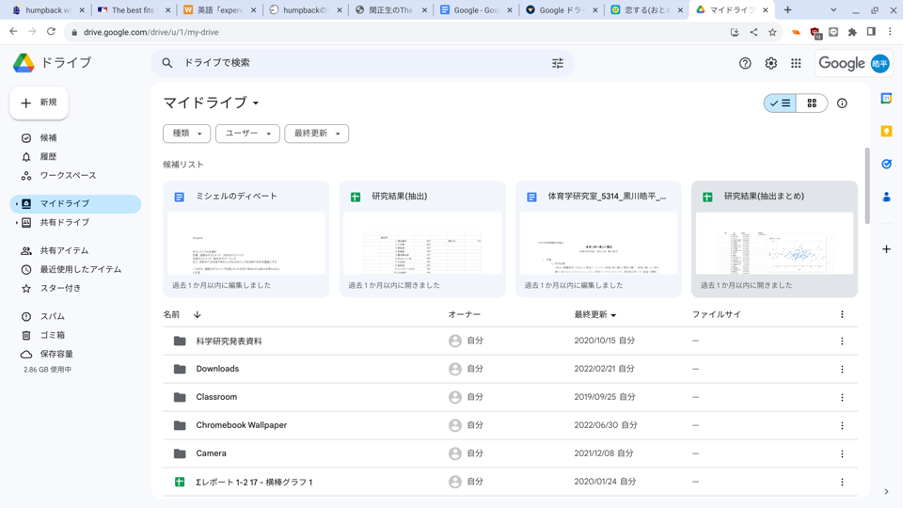 humpback w
The best fits
英語「exper
humpbackの
関正生のThe
Google - Goo
Google ドライ
恋する(おとめ
マイドライブ
drive.google.com/drive/u/1/my-drive
ドライブ
ドライブで検索
Google
皓平
新規
マイドライブ
候補
種類
ユーザー
最終更新
履歴
ワークスペース
候補リスト
マイドライブ
共有ドライブ
ミシェルのディベート
研究結果(抽出)
体育学研究室_5314_黒川皓平_...
研究結果(抽出まとめ)
共有アイテム
最近使用したアイテム
スター付き
過去 1 か月以内に編集しました
過去 1 か月以内に開きました
過去 1 か月以内に編集しました
過去 1 か月以内に開きました
スパム
ゴミ箱
保存容量
2.86 GB 使用中
名前
オーナー
最終更新
ファイルサイ
科学研究発表資料
自分
2020/10/15 自分
—
Downloads
自分
2022/02/21 自分
—
Classroom
自分
2019/09/25 自分
—
Chromebook Wallpaper
自分
2022/06/30 自分
—
Camera
自分
2021/12/08 自分
—
Σレポート 1-2 17 - 横棒グラフ 1
自分
2020/01/24 自分
—